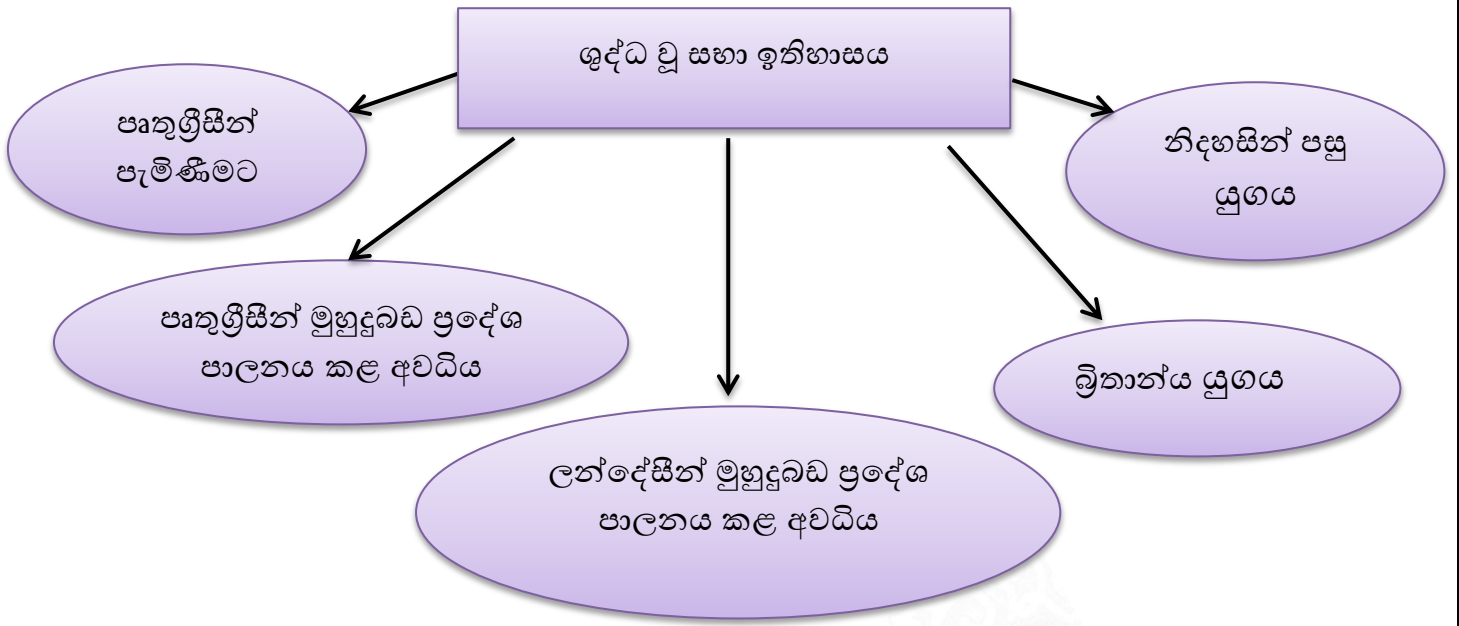 ශුද්ධ වූ සභා ඉතිහාසය
පෘතුග්‍රීසීන්
පැමිණීමට
පෘතුග්‍රීසීන් මුහුදුබඩ ප්‍රදේශ
පාලනය කළ අවධිය
ලන්දේසීන් මුහුදුබඩ ප්‍රදේශ
පාලනය කළ අවධිය
බ්‍රිතාන්‍ය යුගය
නිදහසින් පසු
යුගය